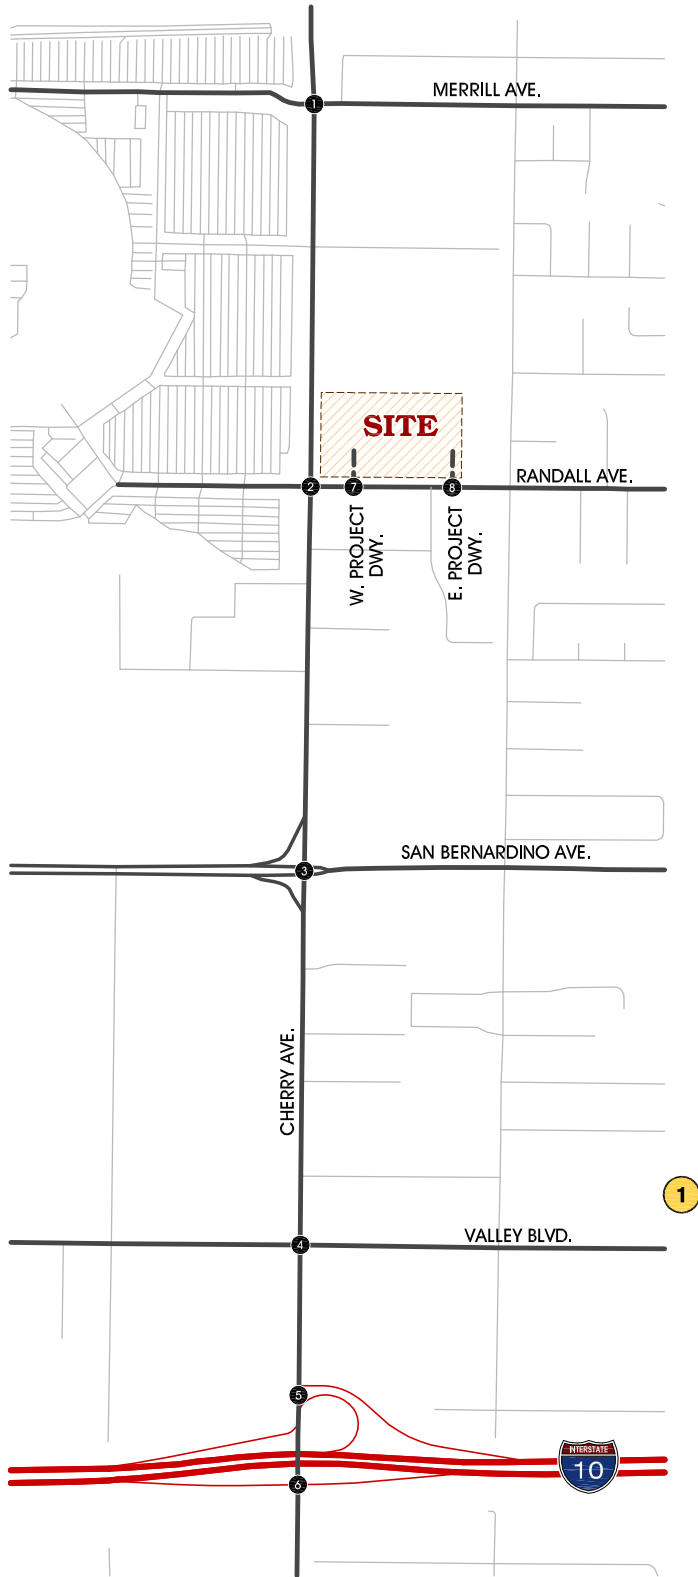 1
MERRILL AVE.
SITE
RANDALL AVE.
2
7
8
W. PROJECT
DWY.
E. PROJECT
DWY.
SAN BERNARDINO AVE.
3
CHERRY AVE.
1
VALLEY BLVD.
4
5
INTERSTATE
10
6